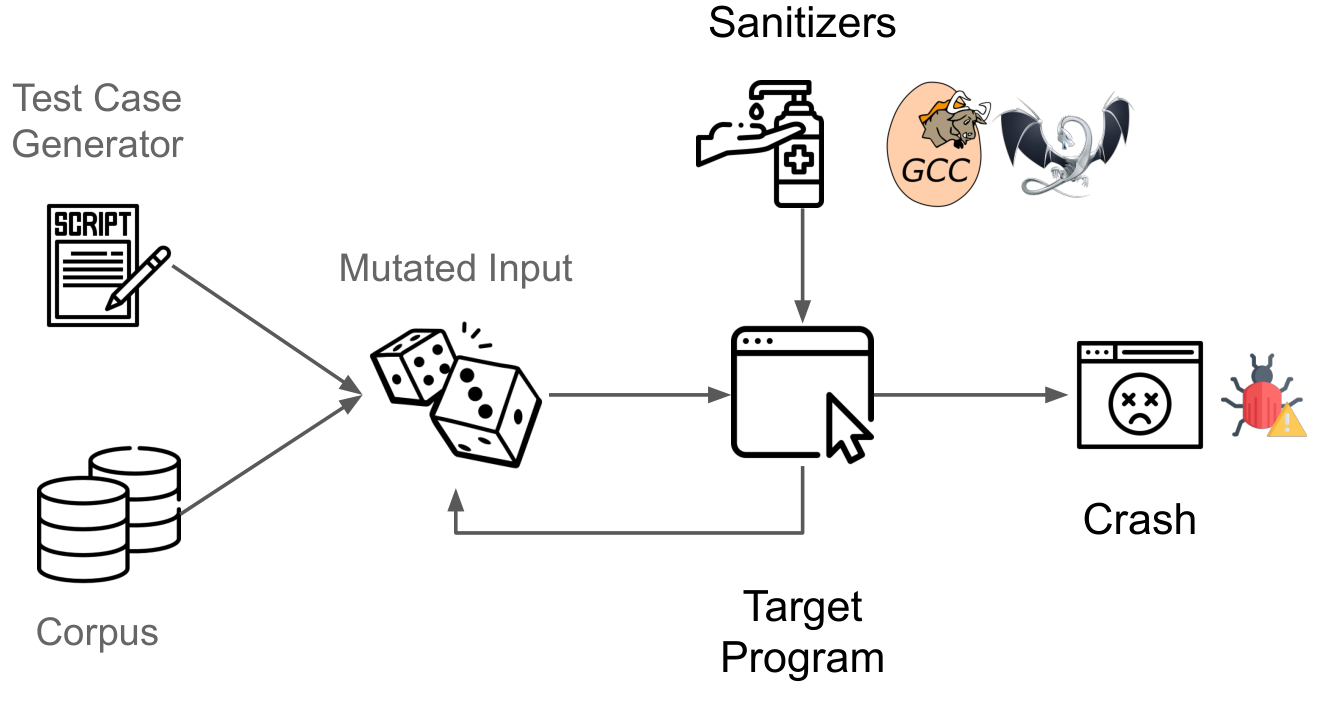 Sanitizers
Test Case
Generator
GCC
SCRIPT
Mutated Input
Crash
Target
Program
Corpus